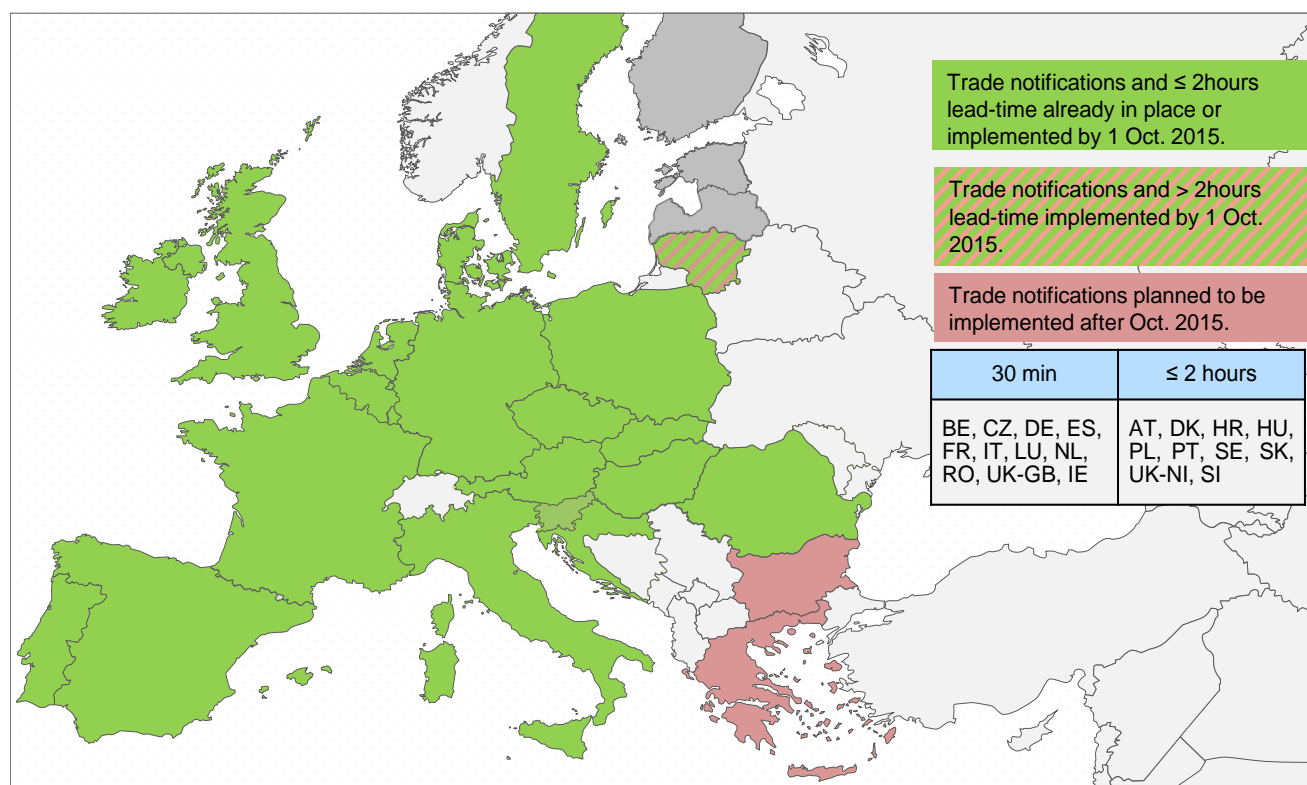 Trade notifications and ≤ 2hours
lead-time already in place or
implemented by 1 Oct. 2015.
Trade notifications and > 2hours
lead-time implemented by 1 Oct.
2015.
Trade notifications planned to be
implemented after Oct. 2015.
30 min
≤ 2 hours
BE, CZ, DE, ES,
FR, IT, LU, NL,
RO, UK-GB, IE
AT, DK, HR, HU,
PL, PT, SE, SK,
UK-NI, SI